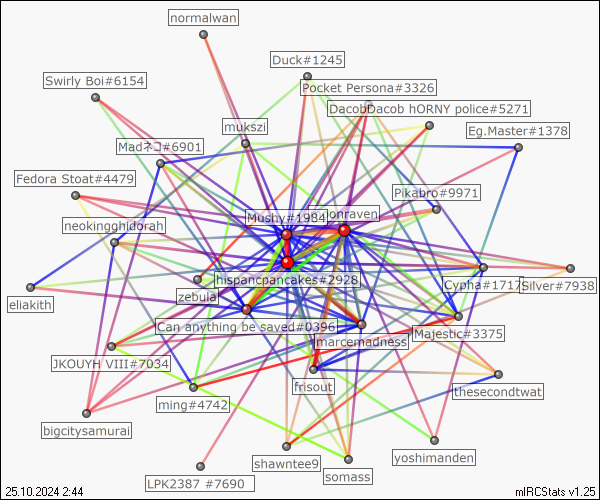 normalwan
Duck#1245
Swirly Boi#6154
Pocket Persona#3326
DacobDacob hORNY police#5271
mukszi
Eg.Master#1378
Madネコ#6901
Fedora Stoat#4479
Pikabro#9971
Mushy#1984
lonraven
neokingghidorah
hispancpancakes#2928
Cypha#1717
Silver#7938
zebula
eliakith
Can anything be saved#0396
Majestic#3375
marcemadness
JKOUYH VIII#7034
frisout
thesecondtwat
ming#4742
bigcitysamurai
yoshimanden
shawntee9
somass
LPK2387 #7690
25.10.2024 2:44
mIRCStats v1.25